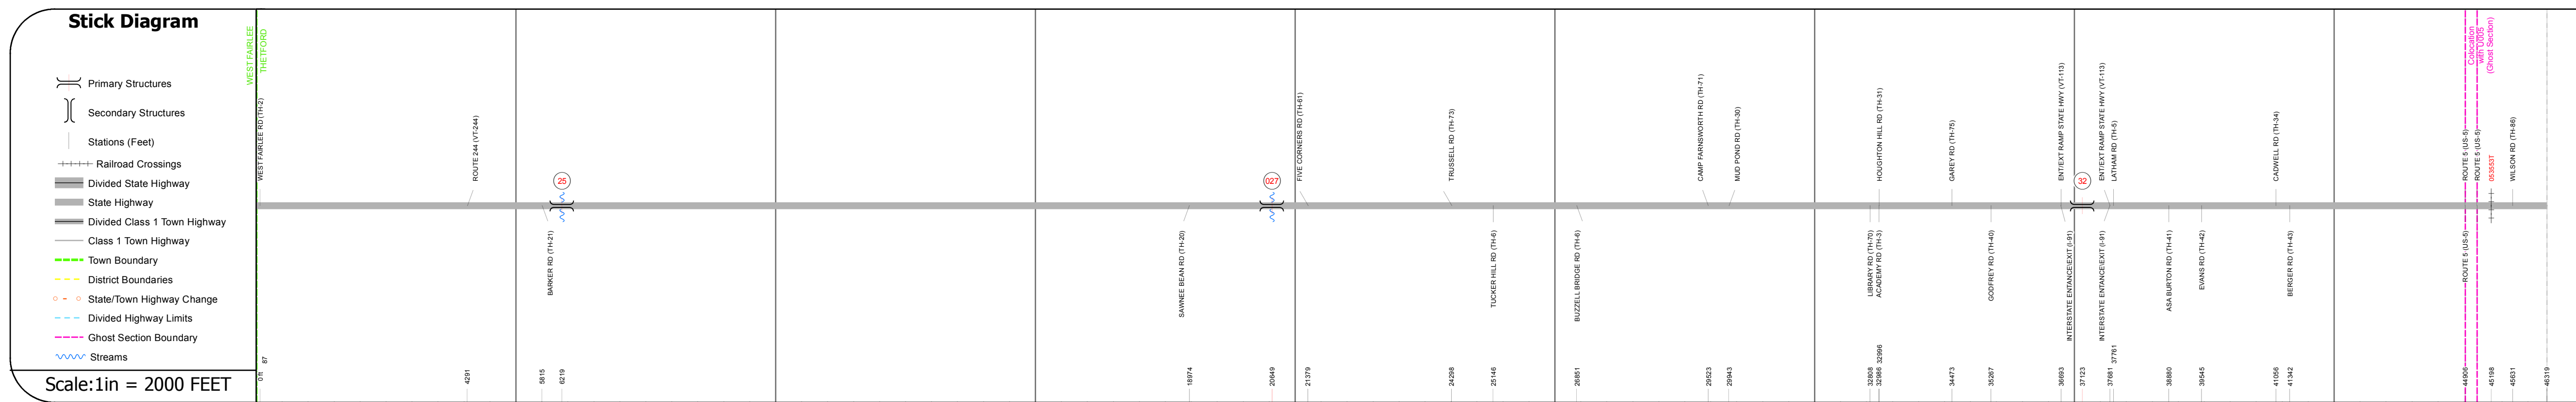 Stick Diagram
Primary Structures
Secondary Structures
Stations (Feet)
Railroad Crossings
Divided State Highway
State Highway
Divided Class 1 Town Highway
Class 1 Town Highway
Town Boundary
District Boundaries
State/Town Highway Change
Divided Highway Limits
Ghost Section Boundary
Streams
Scale:1in = 2000 FEET
WEST FAIRLEE
THETFORD
WEST FAIRLEE RD (TH-2)
ROUTE 244 (VT-244)
BARKER RD (TH-21)
25
SAWNEE BEAN RD (TH-20)
027
FIVE CORNERS RD (TH-61)
TRUSSELL RD (TH-73)
TUCKER HILL RD (TH-6)
BUZZELL BRIDGE RD (TH-6)
CAMP FARNSWORTH RD (TH-71)
MUD POND RD (TH-30)
LIBRARY RD (TH-70)
HOUGHTON HILL RD (TH-31)
ACADEMY RD (TH-3)
GAREY RD (TH-75)
GODFREY RD (TH-40)
ENT/EXT RAMP STATE HWY (VT-113)
INTERSTATE ENTANCE\EXIT (I-91)
32
ENT/EXT RAMP STATE HWY (VT-113)
INTERSTATE ENTANCE\EXIT (I-91)
LATHAM RD (TH-5)
ASA BURTON RD (TH-41)
EVANS RD (TH-42)
CADWELL RD (TH-34)
BERGER RD (TH-43)
Colocation
with U005
(Ghost Section)
ROUTE 5 (US-5)
ROUTE 5 (US-5)
ROUTE 5 (US-5)
053553T
WILSON RD (TH-86)
0 ft
87
4291
5815
6219
18974
20649
21379
24298
25146
26851
29523
29943
32808
32986
32996
34473
35267
36693
37123
37681
37761
38880
39545
41056
41342
44906
45198
45631
46319